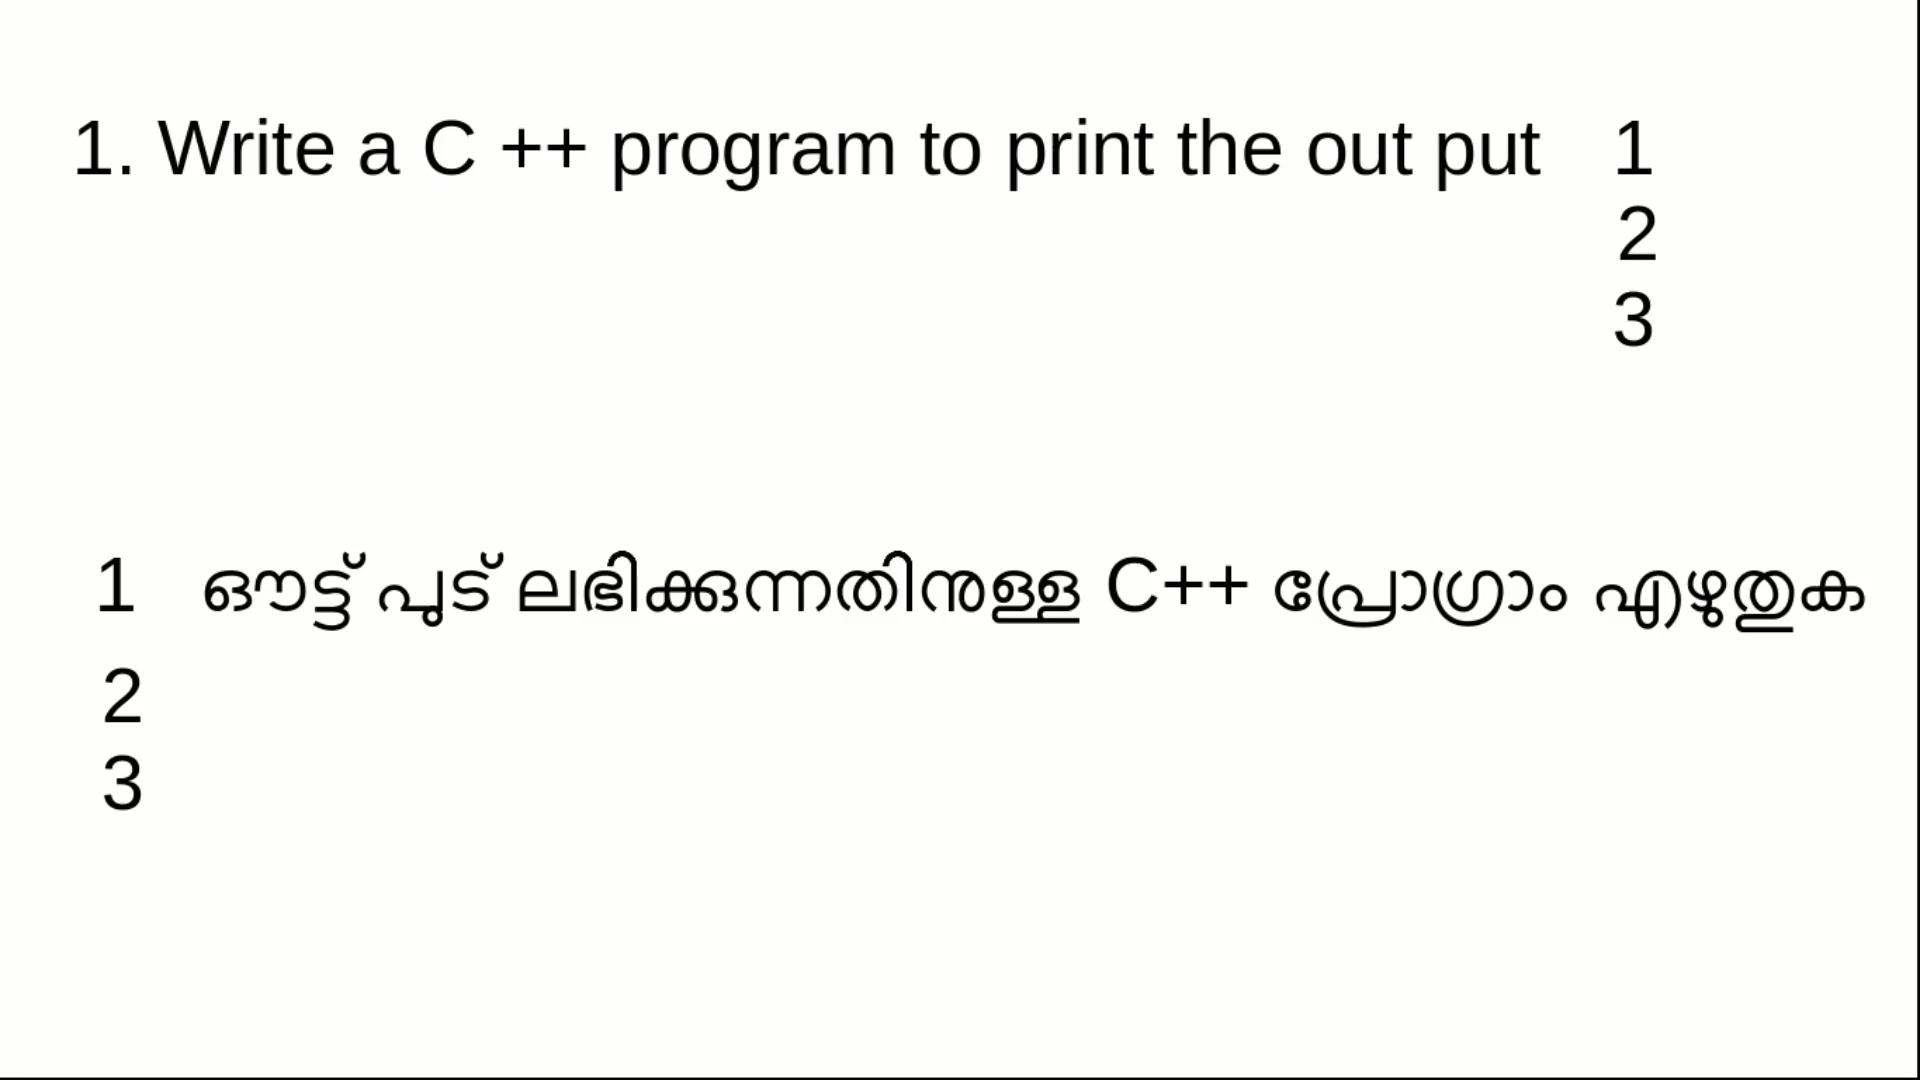 1. Write a C ++ program to print the out put 1
2
3
1 ഔട്ട് പുട് ലഭിക്കുന്നതിനുള്ള C++ പ്രോഗ്രാം എഴുതുക
2
3